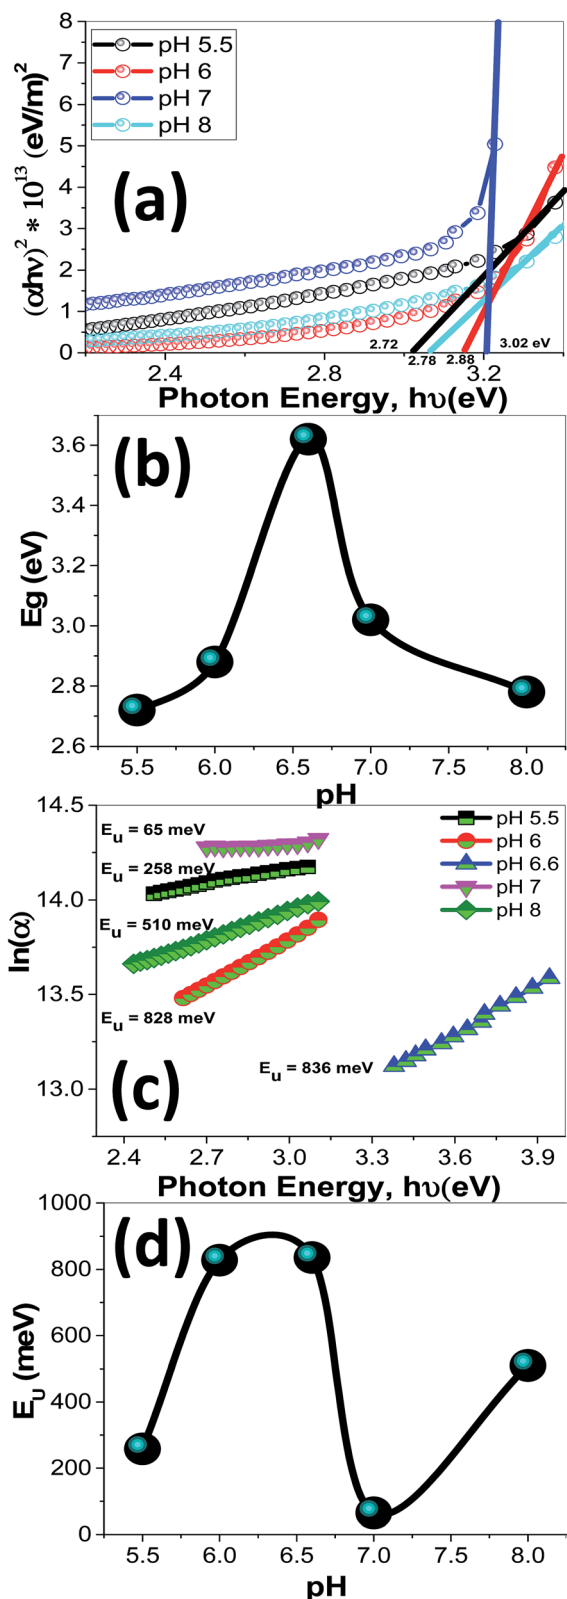 (αhν)² * 10¹³ (eV/m)²
8
7
6
5
4
3
2
1
0
pH 5.5
pH 6
pH 7
pH 8
(a)
2.72
2.78
2.88
3.02 eV
2.4
2.8
3.2
Photon Energy, hυ(eV)
Eg (eV)
3.6
3.4
3.2
3.0
2.8
2.6
(b)
5.5
6.0
6.5
7.0
7.5
8.0
pH
ln(α)
14.5
14.0
13.5
13.0
E_u = 65 meV
E_u = 258 meV
E_u = 510 meV
E_u = 828 meV
E_u = 836 meV
pH 5.5
pH 6
pH 6.6
pH 7
pH 8
(c)
2.4
2.7
3.0
3.3
3.6
3.9
Photon Energy, hυ(eV)
E_U (meV)
1000
800
600
400
200
0
(d)
5.5
6.0
6.5
7.0
7.5
8.0
pH